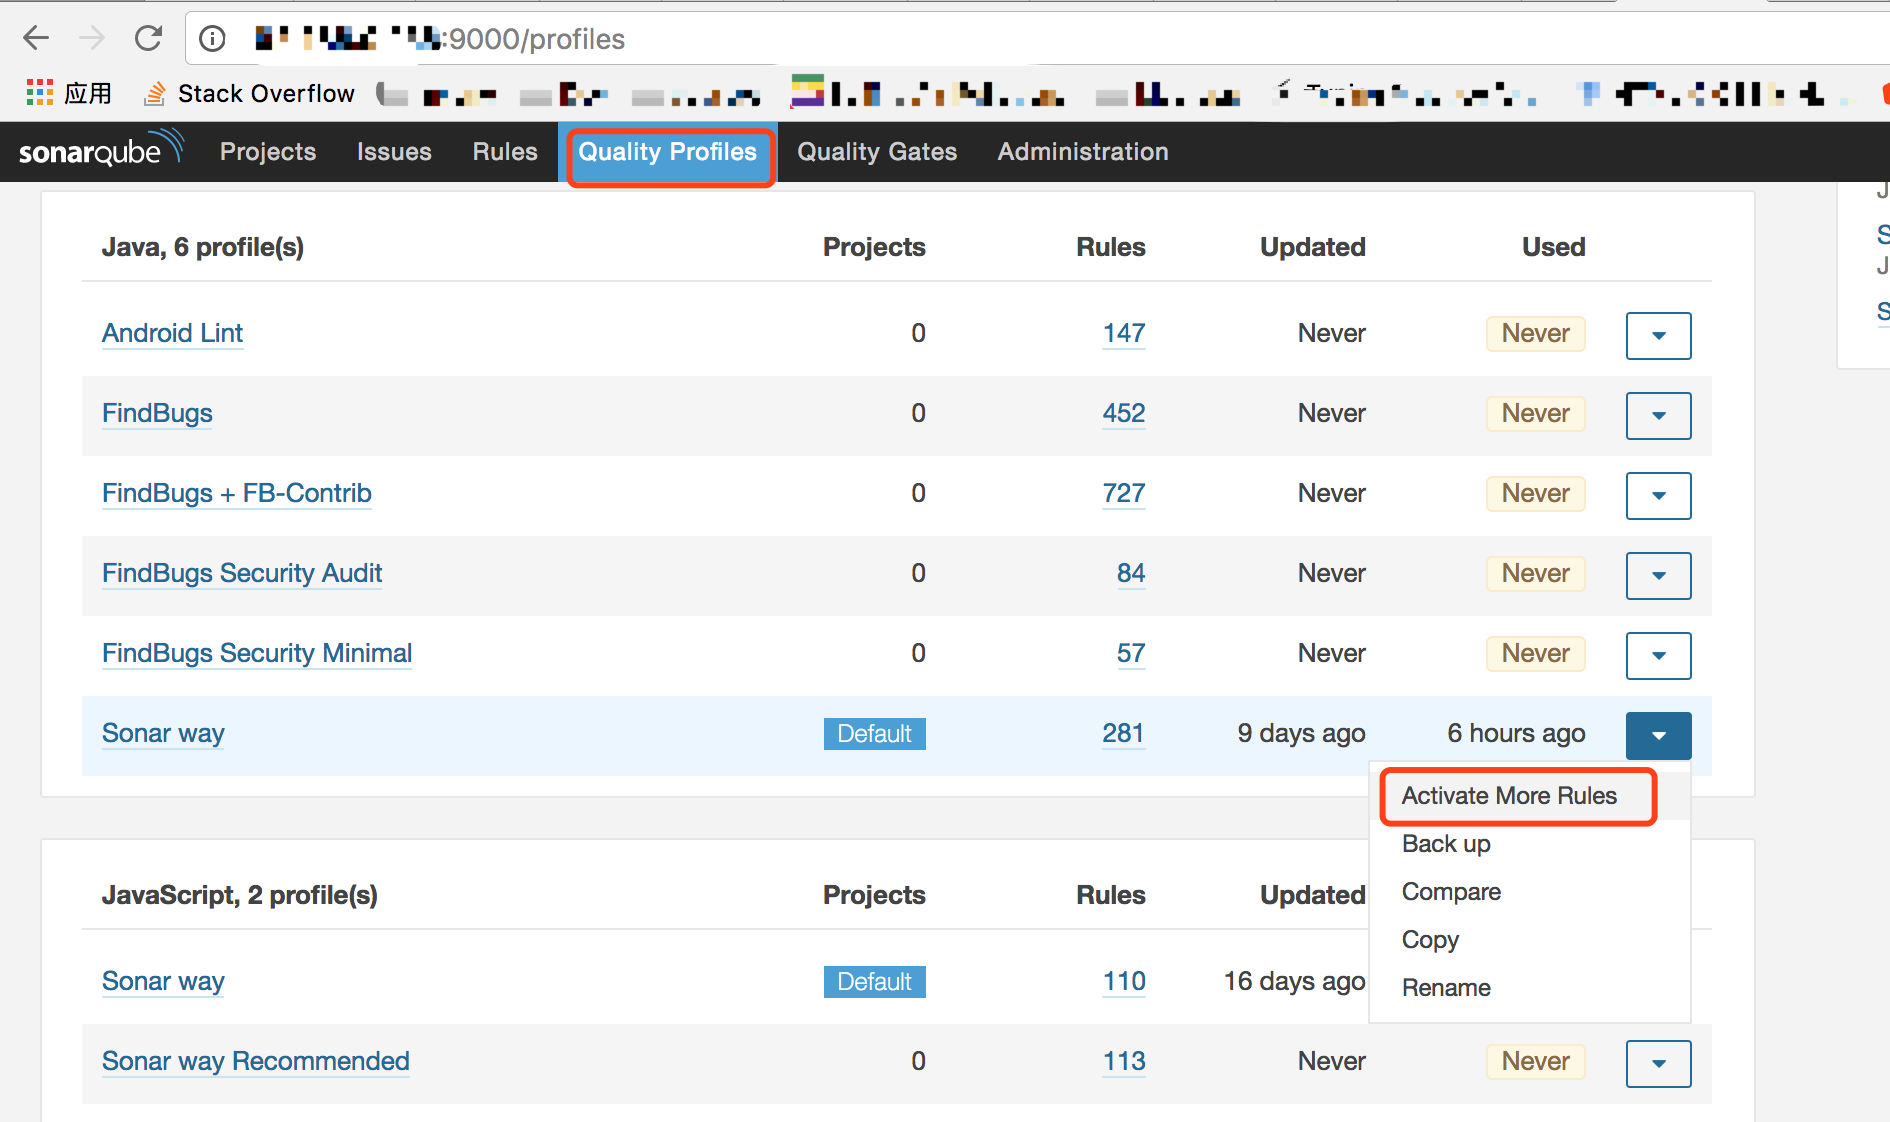 :9000/profiles
应用 Stack Overflow
sonarqube Projects Issues Rules Quality Profiles Quality Gates Administration
Java, 6 profile(s) Projects Rules Updated Used
Android Lint 0 147 Never Never
FindBugs 0 452 Never Never
FindBugs + FB-Contrib 0 727 Never Never
FindBugs Security Audit 0 84 Never Never
FindBugs Security Minimal 0 57 Never Never
Sonar way Default 281 9 days ago 6 hours ago
Activate More Rules
Back up
Compare
Copy
Rename
JavaScript, 2 profile(s) Projects Rules Updated
Sonar way Default 110 16 days ago
Sonar way Recommended 0 113 Never Never